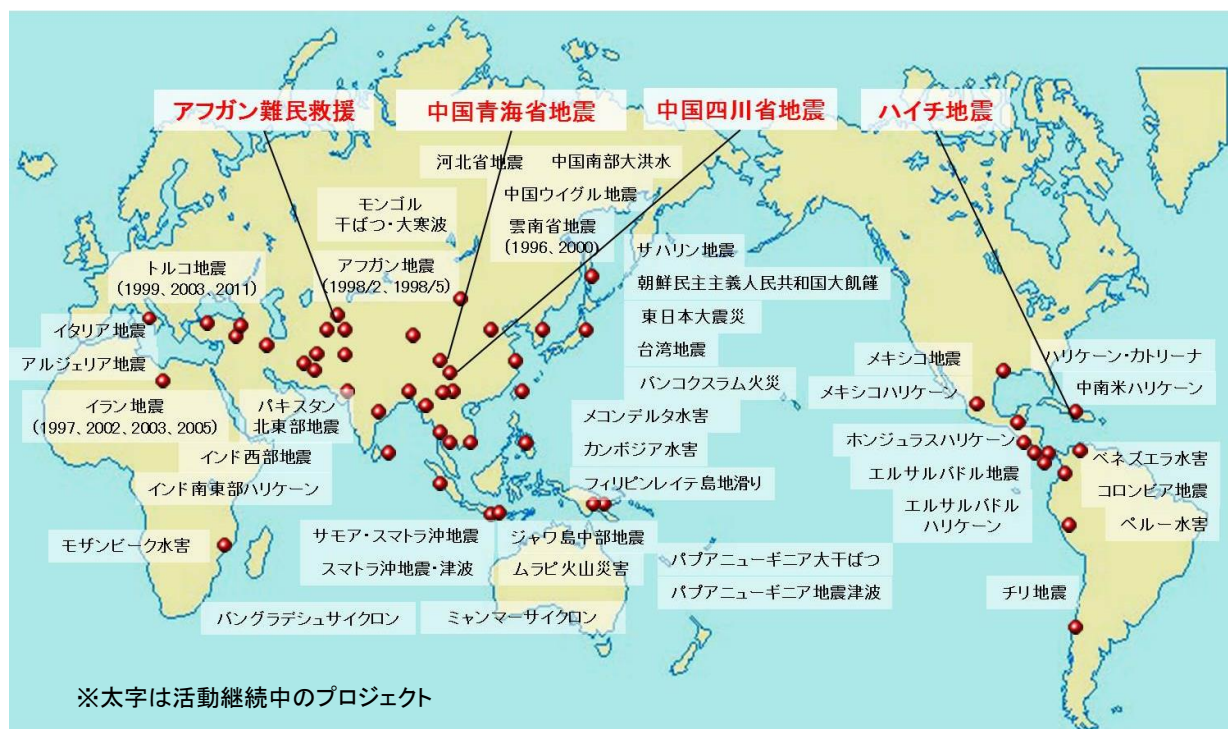 アフガン難民救援
中国青海省地震
中国四川省地震
ハイチ地震
河北省地震
中国南部大洪水
中国ウイグル地震
モンゴル
干ばつ・大寒波
雲南省地震
(1996、2000)
サハリン地震
トルコ地震
(1999、2003、2011)
アフガン地震
(1998/2、1998/5)
朝鮮民主主義人民共和国大飢饉
東日本大震災
イタリア地震
台湾地震
アルジェリア地震
メキシコ地震
ハリケーン・カトリーナ
バンコクスラム火災
メキシコハリケーン
中南米ハリケーン
イラン地震
(1997、2002、2003、2005)
パキスタン
北東部地震
メコンデルタ水害
インド西部地震
カンボジア水害
ホンジュラスハリケーン
ベネズエラ水害
エルサルバドル地震
インド南東部ハリケーン
フィリピンレイテ島地滑り
コロンビア地震
エルサルバドル
ハリケーン
ペルー水害
モザンビーク水害
サモア・スマトラ沖地震
ジャワ島中部地震
パプアニューギニア大干ばつ
スマトラ沖地震・津波
ムラピ火山災害
パプアニューギニア地震津波
チリ地震
バングラデシュサイクロン
ミャンマーサイクロン
※太字は活動継続中のプロジェクト